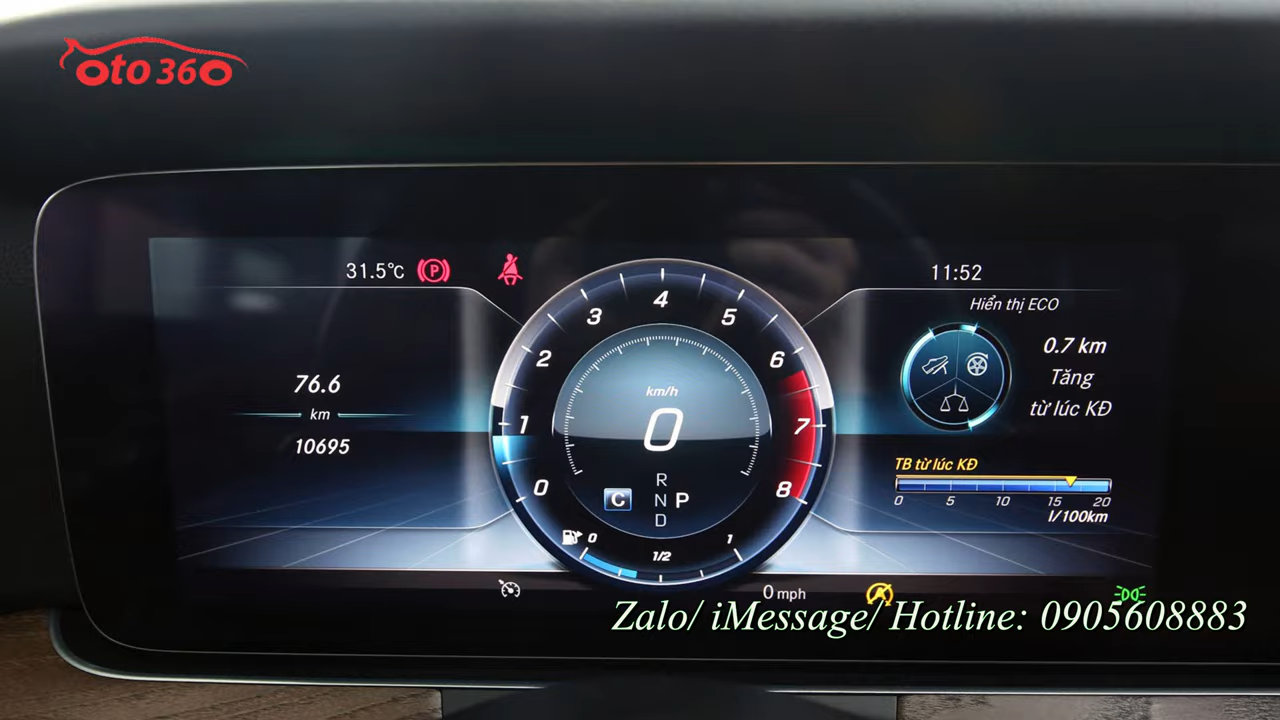 oto 360
31.5°C
P
11:52
Hiển thị ECO
0.7 km
Tăng
từ lúc KĐ
76.6
km
10695
0
1
2
3
4
5
6
7
8
km/h
0
R
N
D
C
P
0
1/2
1
TB từ lúc KĐ
0 5 10 15 20
l/100km
0 mph
A
Zalo/ iMessage/ Hotline: 0905608883